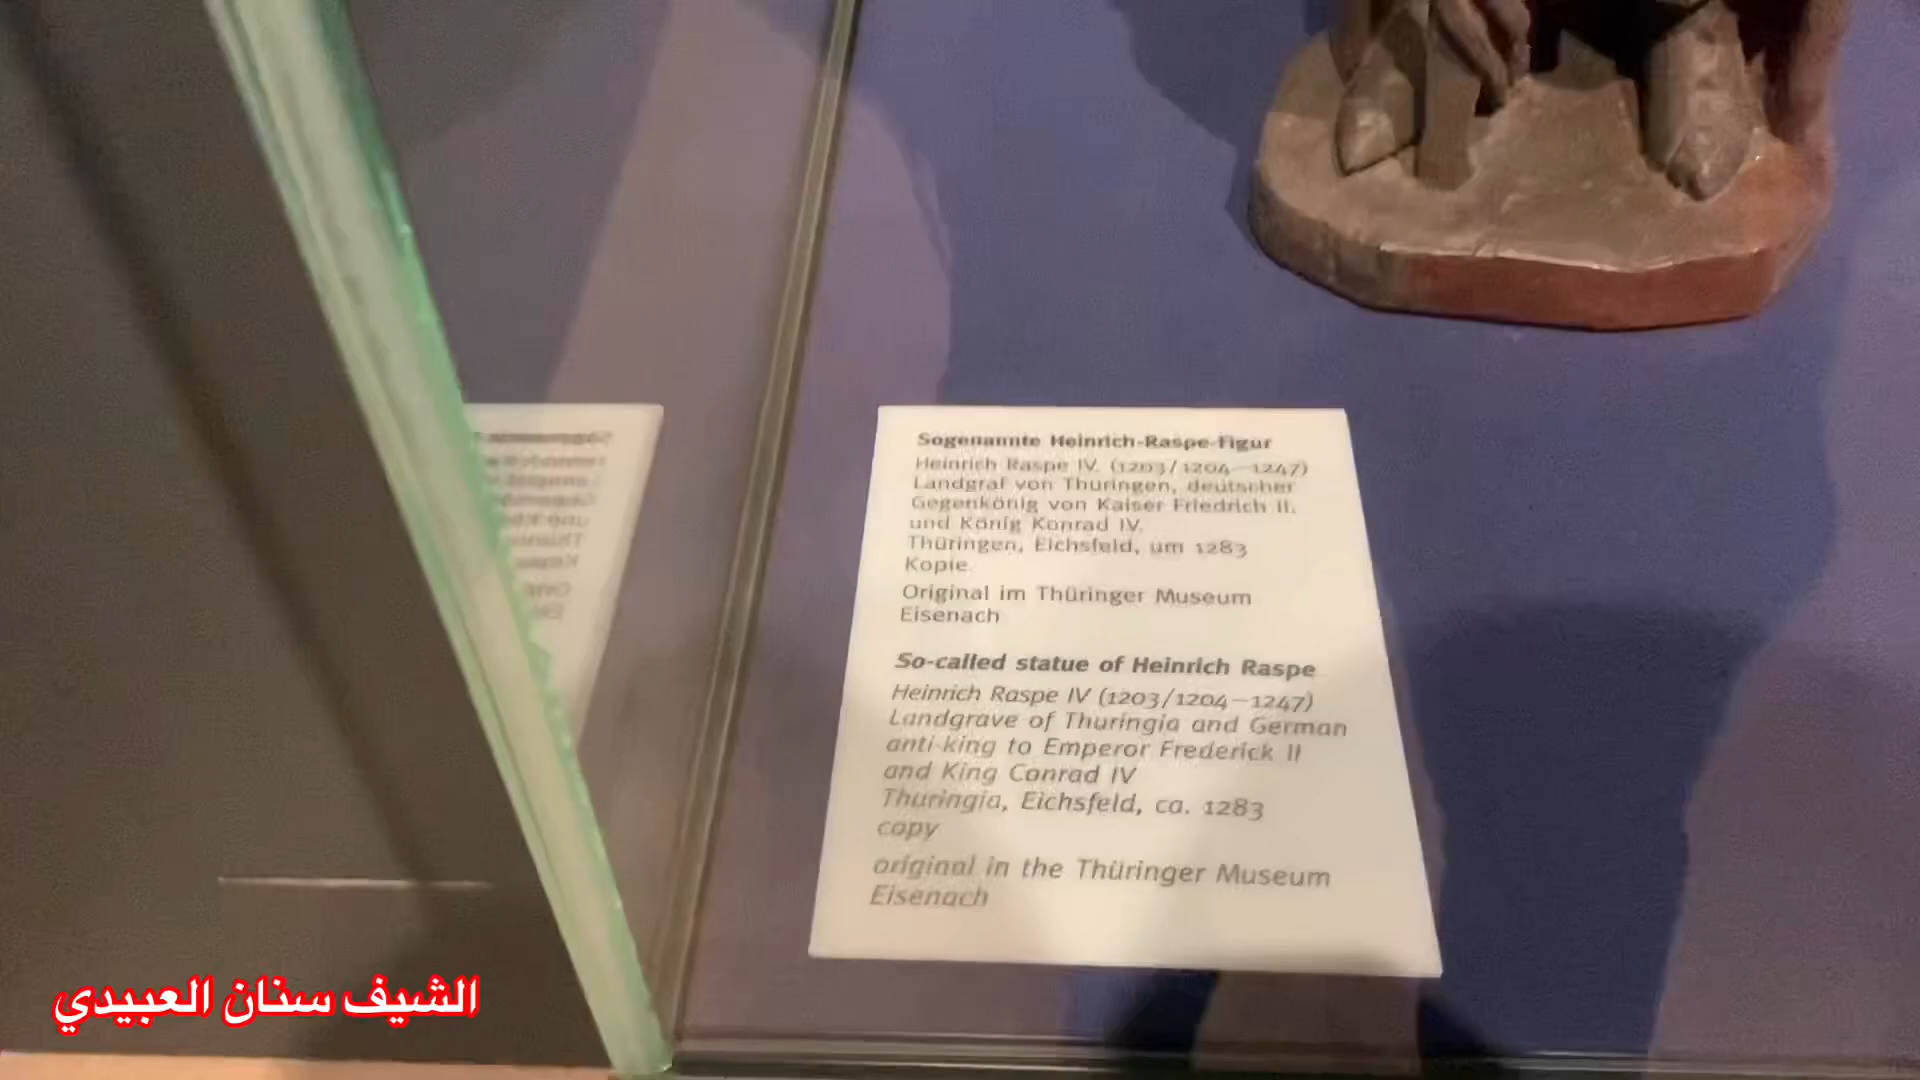 Sogenannte Heinrich-Raspe-Figur
Heinrich Raspe IV. (1203/1204—1247)
Landgraf von Thüringen, deutscher
Gegenkönig von Kaiser Friedrich II.
und König Konrad IV.
Thüringen, Eichsfeld, um 1283
Kopie
Original im Thüringer Museum
Eisenach
So-called statue of Heinrich Raspe
Heinrich Raspe IV (1203/1204—1247)
Landgrave of Thuringia and German
anti-king to Emperor Frederick II
and King Conrad IV
Thuringia, Eichsfeld, ca. 1283
copy
original in the Thüringer Museum
Eisenach
الشيف سنان العبيدي